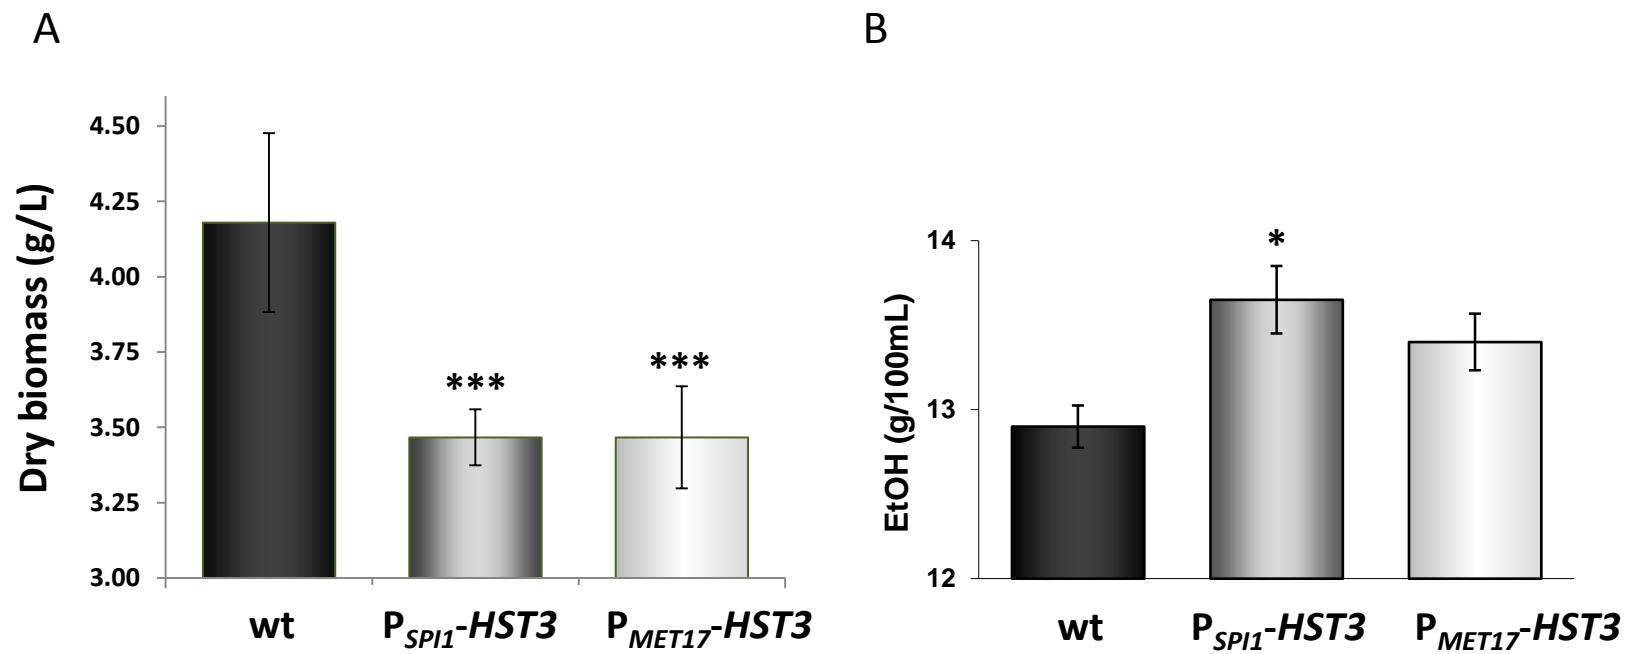 A
Dry biomass (g/L)
4.50
4.25
4.00
3.75
3.50
3.25
3.00
***
***
wt
PSPI1-HST3
PMET17-HST3
B
EtOH (g/100mL)
14
13
12
*
wt
PSPI1-HST3
PMET17-HST3